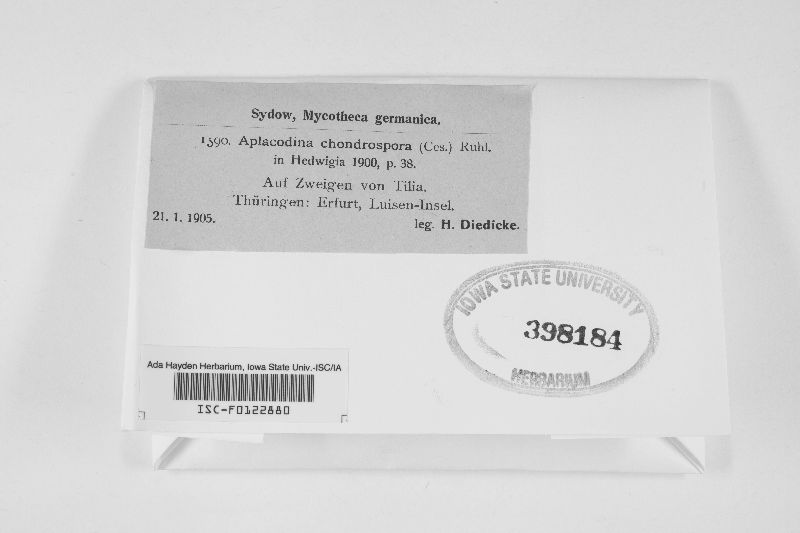 Sydow, Mycotheca germanica.
1590. Aplacodina chondrospora (Ces.) Ruhl.
in Hedwigia 1900, p. 38.
Auf Zweigen von Tilia.
Thüringen: Erfurt, Luisen-Insel.
21. 1. 1905.
leg. H. Diedicke.
IOWA STATE UNIVERSITY
398184
HERBARIUM
Ada Hayden Herbarium, Iowa State Univ.-ISC/IA
ISC-F0122880